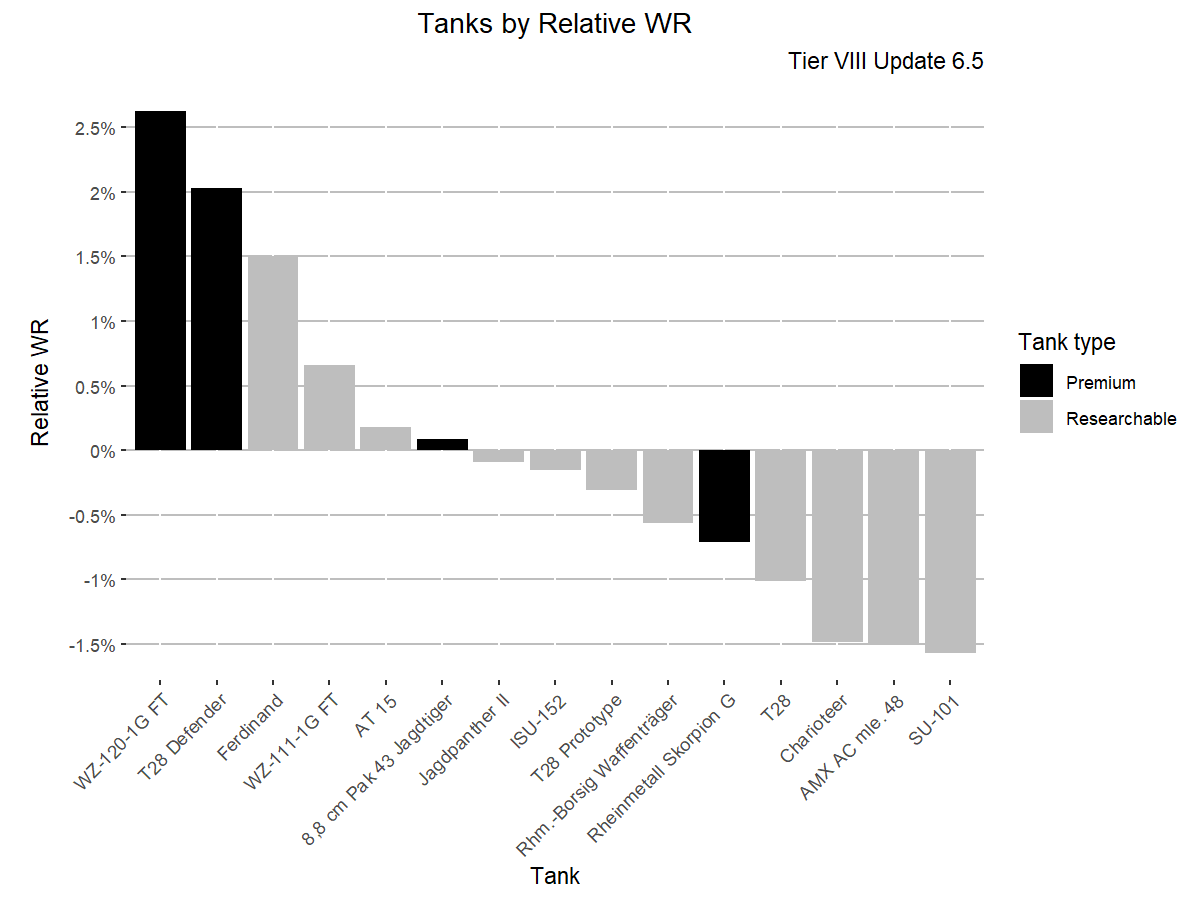 Tanks by Relative WR
Tier VIII Update 6.5
Relative WR
2.5%
2%
1.5%
1%
0.5%
0%
-0.5%
-1%
-1.5%
WZ-120-1G FT
T28 Defender
Ferdinand
WZ-111-1G FT
AT 15
8,8 cm Pak 43 Jagdtiger
Jagdpanther II
ISU-152
T28 Prototype
Rhm.-Borsig Waffenträger
Rheinmetall Skorpion G
T28
Charioteer
AMX AC mle. 48
SU-101
Tank
Tank type
Premium
Researchable